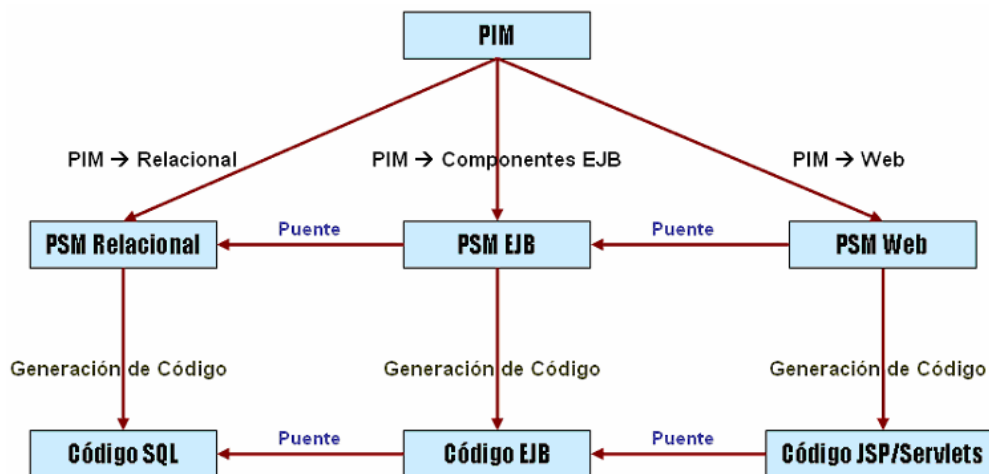 PIM
PIM → Relacional
PIM → Componentes EJB
PIM → Web
PSM Relacional
Puente
PSM EJB
Puente
PSM Web
Generación de Código
Generación de Código
Generación de Código
Código SQL
Puente
Código EJB
Puente
Código JSP/Servlets